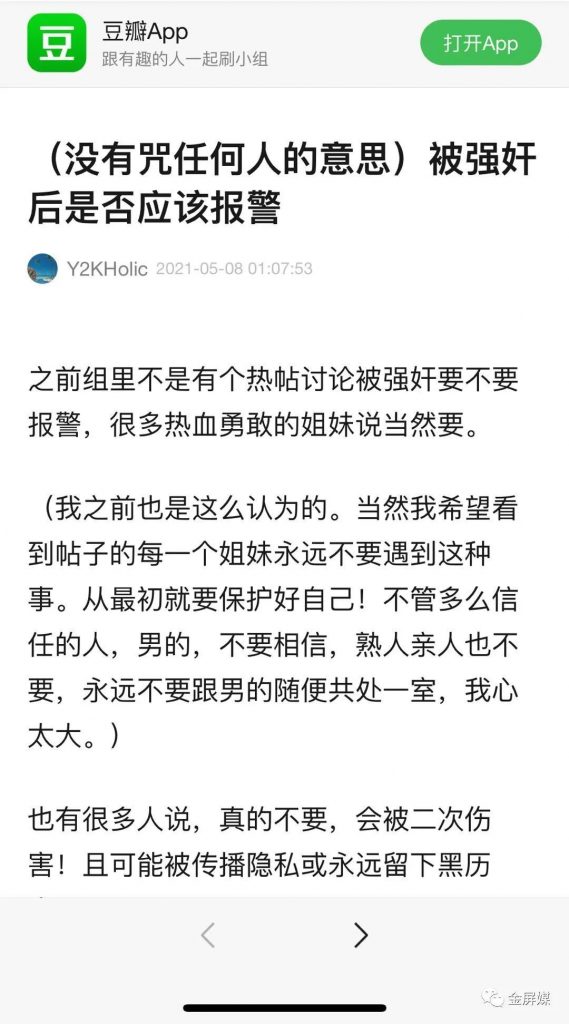 豆
豆瓣App
跟有趣的人一起刷小组
打开App
（没有咒任何人的意思）被强奸
后是否应该报警
Y2KHolic 2021-05-08 01:07:53
之前组里不是有个热帖讨论被强奸要不要
报警，很多热血勇敢的姐妹说当然要。
（我之前也是这么认为的。当然我希望看
到帖子的每一个姐妹永远不要遇到这种
事。从最初就要保护好自己！不管多么信
任的人，男的，不要相信，熟人亲人也不
要，永远不要跟男的随便共处一室，我心
太大。）
也有很多人说，真的不要，会被二次伤
害！且可能被传播隐私或永远留下黑历
金屏媒